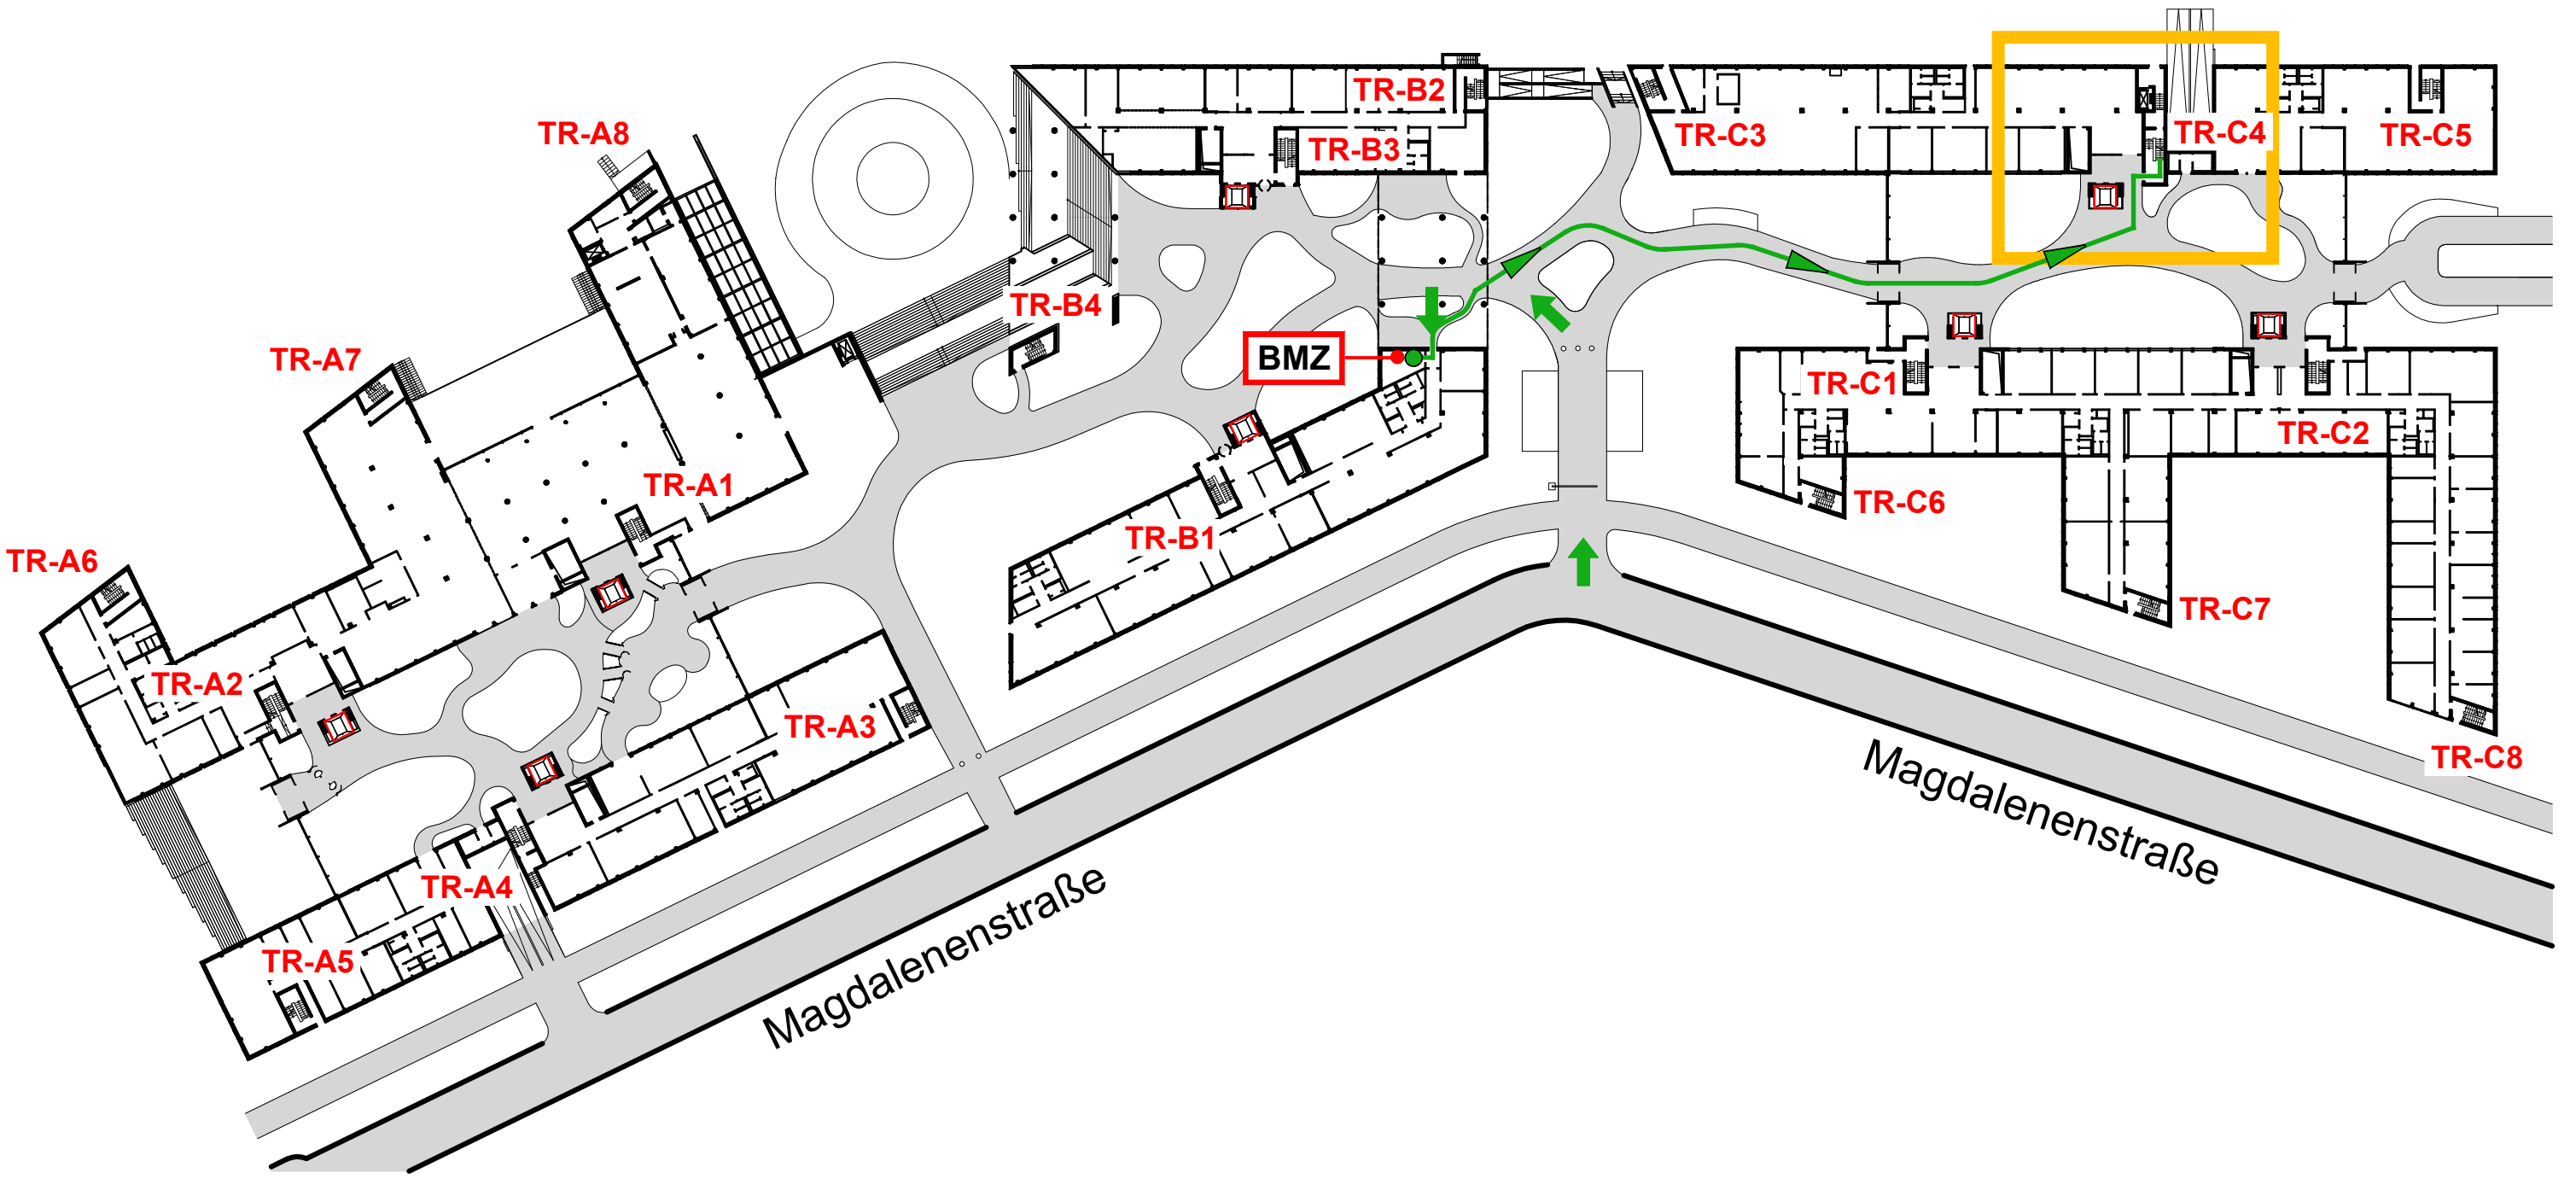 TR-A8
TR-B2
TR-B3
TR-C3
TR-C4
TR-C5
TR-B4
TR-A7
BMZ
TR-C1
TR-C2
TR-A1
TR-B1
TR-C6
TR-A6
TR-C7
TR-A2
TR-A3
TR-C8
Magdalenenstraße
TR-A4
Magdalenenstraße
TR-A5